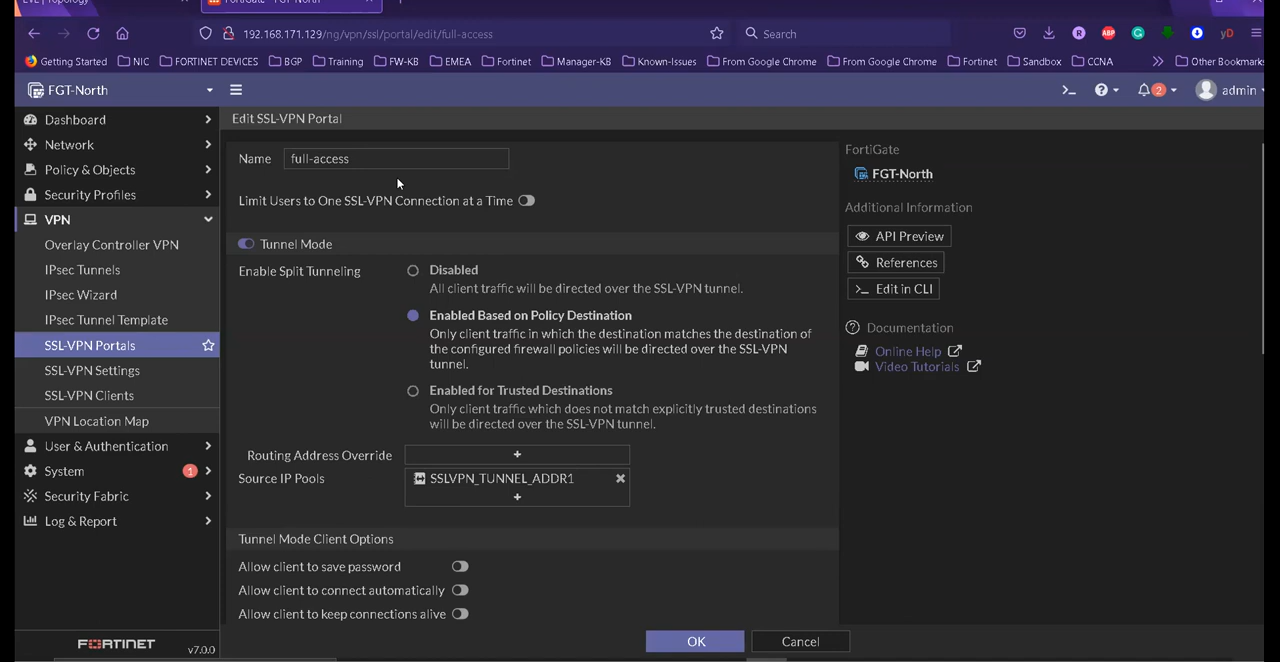 EVE | Topology
FortiGate - FGT-North
192.168.171.129/ng/vpn/ssl/portal/edit/full-access
Search
Getting Started
NIC
FORTINET DEVICES
BGP
Training
FW-KB
EMEA
Fortinet
Manager-KB
Known-Issues
From Google Chrome
From Google Chrome
Fortinet
Sandbox
CCNA
Other Bookmarks
FGT-North
2
admin
Dashboard
Network
Policy & Objects
Security Profiles
VPN
Overlay Controller VPN
IPsec Tunnels
IPsec Wizard
IPsec Tunnel Template
SSL-VPN Portals
SSL-VPN Settings
SSL-VPN Clients
VPN Location Map
User & Authentication
System
1
Security Fabric
Log & Report
FORTINET
v7.0.0
Edit SSL-VPN Portal
Name
full-access
Limit Users to One SSL-VPN Connection at a Time
Tunnel Mode
Enable Split Tunneling
Disabled
All client traffic will be directed over the SSL-VPN tunnel.
Enabled Based on Policy Destination
Only client traffic in which the destination matches the destination of
the configured firewall policies will be directed over the SSL-VPN
tunnel.
Enabled for Trusted Destinations
Only client traffic which does not match explicitly trusted destinations
will be directed over the SSL-VPN tunnel.
Routing Address Override
Source IP Pools
SSLVPN_TUNNEL_ADDR1
Tunnel Mode Client Options
Allow client to save password
Allow client to connect automatically
Allow client to keep connections alive
OK
Cancel
FortiGate
FGT-North
Additional Information
API Preview
References
>_ Edit in CLI
Documentation
Online Help
Video Tutorials